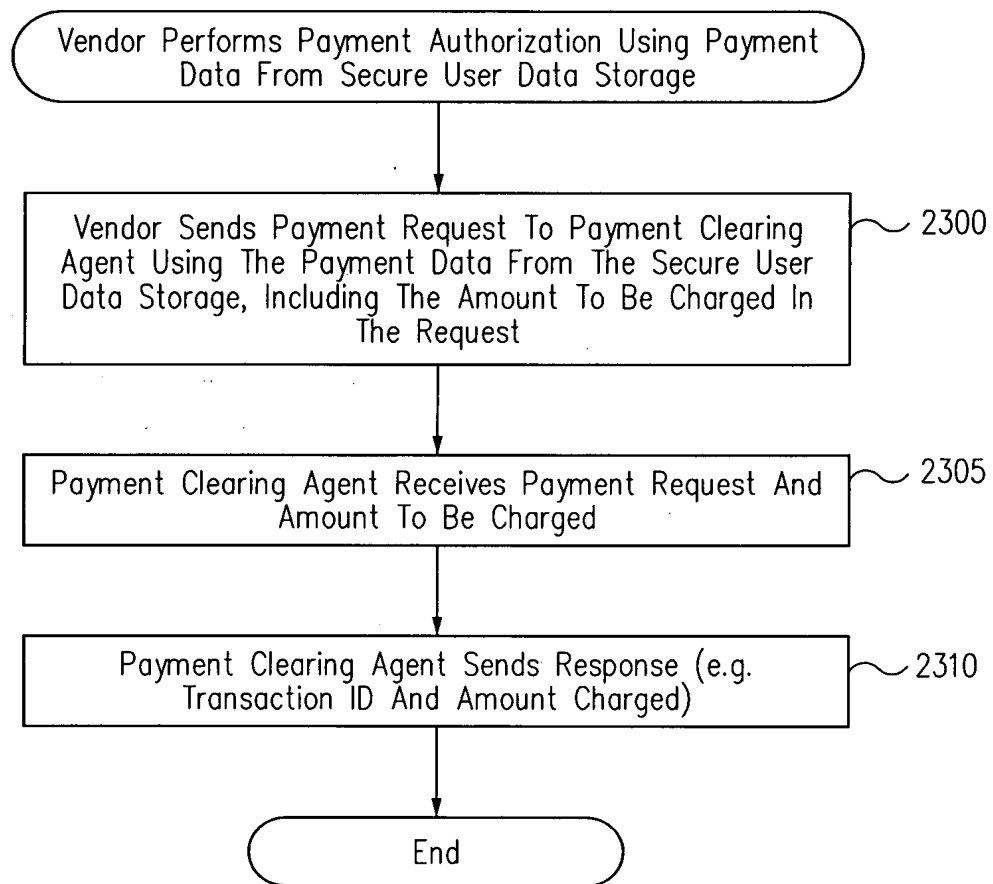 Vendor Performs Payment Authorization Using Payment
Data From Secure User Data Storage
Vendor Sends Payment Request To Payment Clearing
Agent Using The Payment Data From The Secure User
Data Storage, Including The Amount To Be Charged In
The Request
2300
Payment Clearing Agent Receives Payment Request And
Amount To Be Charged
2305
Payment Clearing Agent Sends Response (e.g.
Transaction ID And Amount Charged)
2310
End